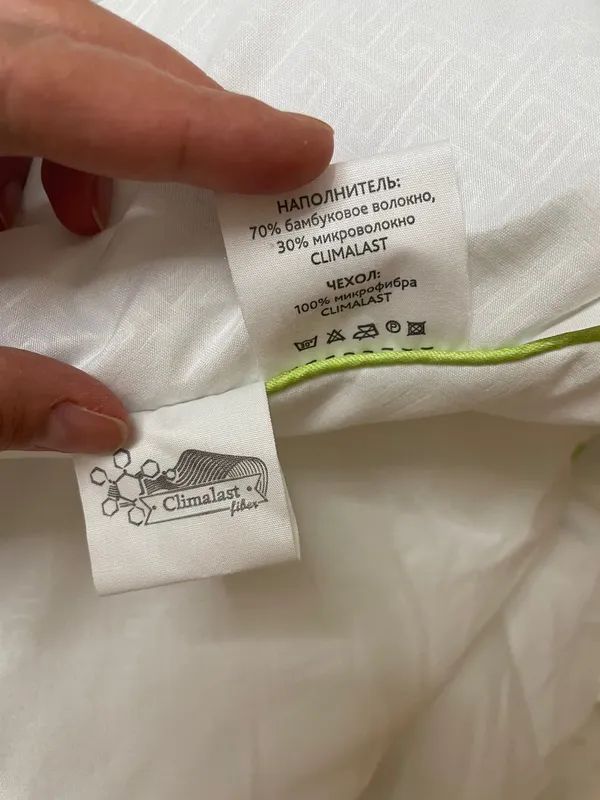 НАПОЛНИТЕЛЬ:
70% бамбуковое волокно,
30% микроволокно
CLIMALAST
ЧЕХОЛ:
100% микрофибра
CLIMALAST
Climalast
fiber